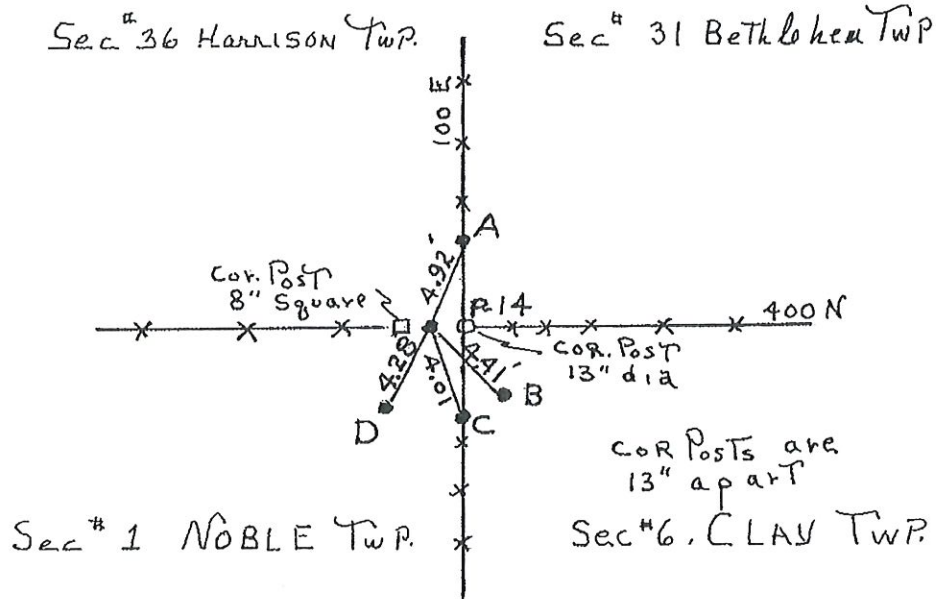 Sec # 36 Harrison Twp.
Sec # 31 Bethlehem Twp
100 E
A
4.92'
Cor. Post
8" Square
P-14
400 N
Cor. Post
13" dia
4.28
4.01
4.41'
B
C
D
Cor Posts are
13" apart
Sec # 1 Noble Twp.
Sec #6. Clay Twp.